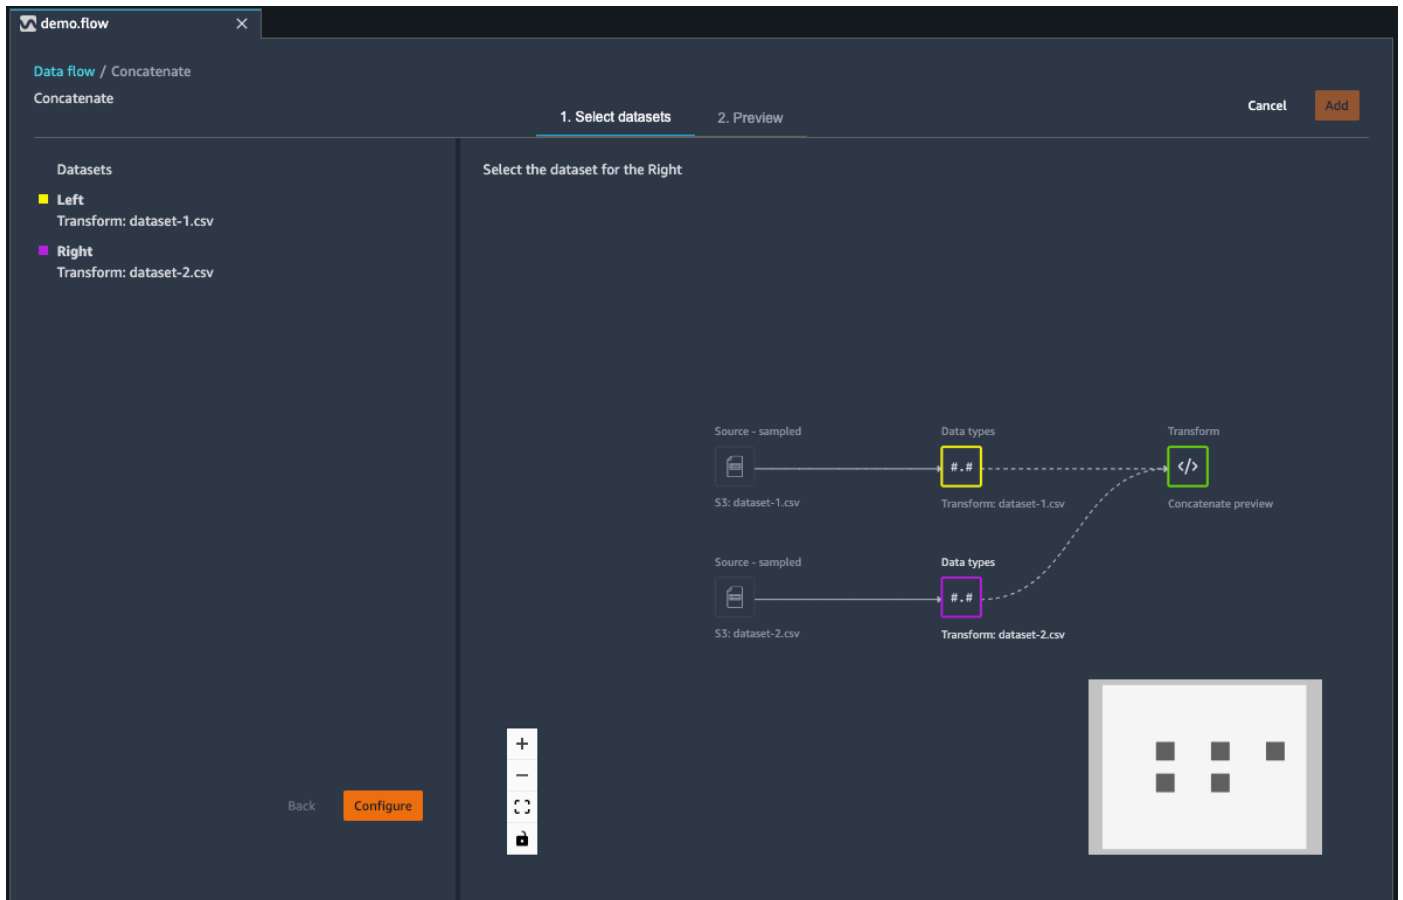 demo.flow
Data flow / Concatenate
Concatenate
1. Select datasets
2. Preview
Cancel
Add
Datasets
Left
Transform: dataset-1.csv
Right
Transform: dataset-2.csv
Back
Configure
Select the dataset for the Right
Source - sampled
Data types
Transform
#.#
</>
S3: dataset-1.csv
Transform: dataset-1.csv
Concatenate preview
Source - sampled
Data types
#.#
S3: dataset-2.csv
Transform: dataset-2.csv